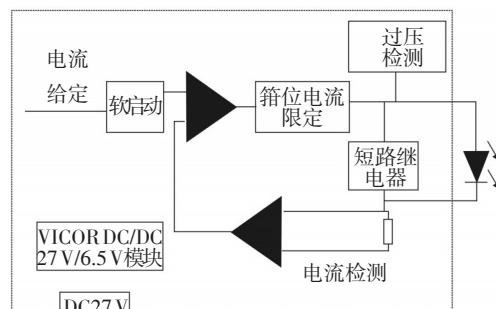 过压
检测
电流
给定
软启动
箝位电流
限定
短路继
电器
VICOR DC/DC
27 V/6.5 V模块
电流检测
DC27 V